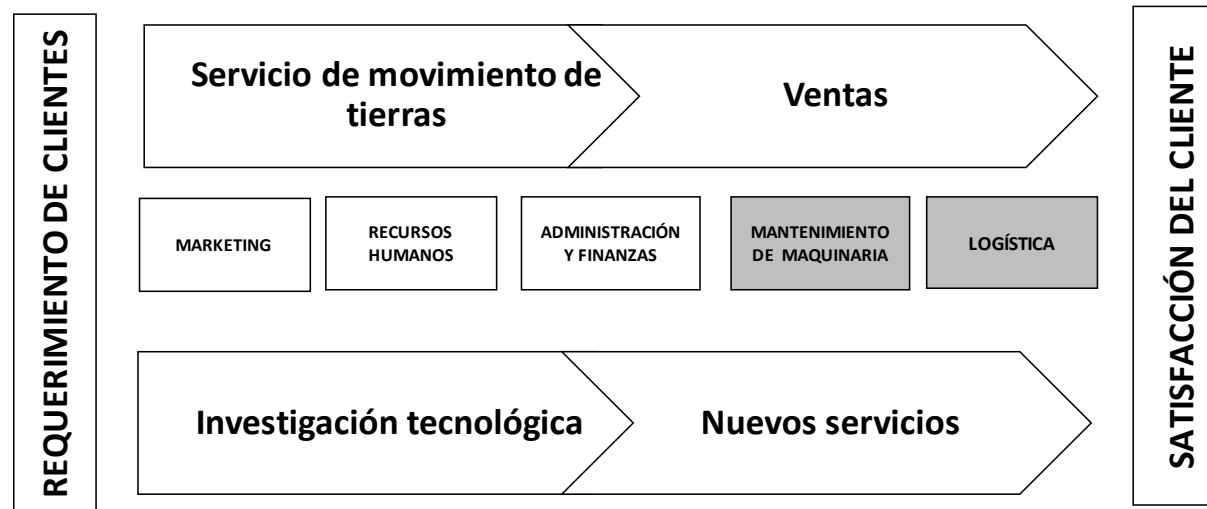 REQUERIMIENTO DE CLIENTES
Servicio de movimiento de
tierras
Ventas
MARKETING
RECURSOS
HUMANOS
ADMINISTRACIÓN
Y FINANZAS
MANTENIMIENTO
DE MAQUINARIA
LOGÍSTICA
Investigación tecnológica
Nuevos servicios
SATISFACCIÓN DEL CLIENTE